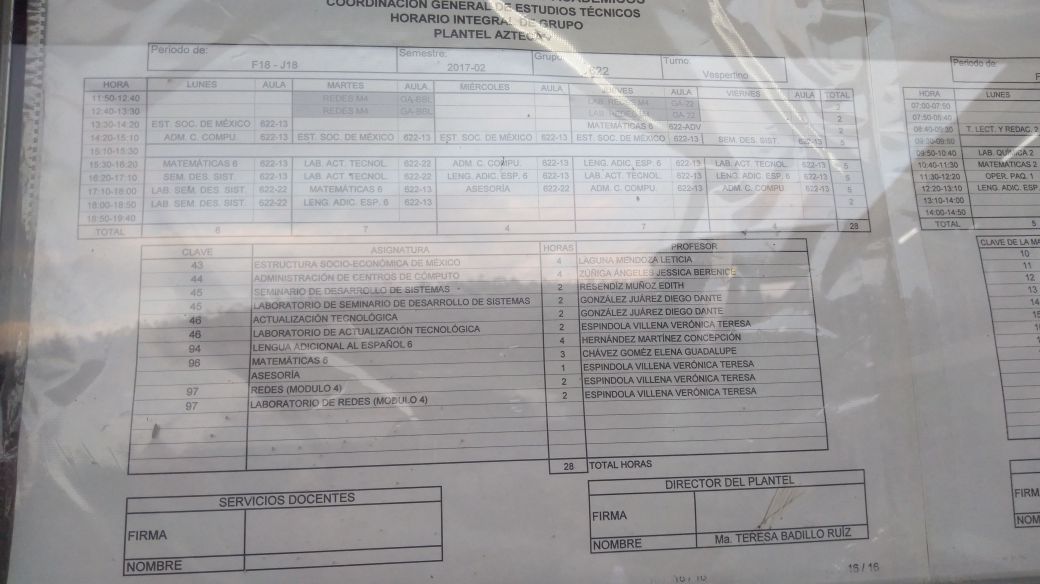 COORDINACIÓN GENERAL DE ESTUDIOS TÉCNICOS
HORARIO INTEGRAL DE GRUPO
PLANTEL AZTECA
Periodo de: F18 - J18 Semestre: 2017-02 Grupo: Turno: Vespertino
HORA LUNES AULA MARTES AULA MIÉRCOLES AULA JUEVES AULA VIERNES AULA TOTAL
11:50-12:40 REDES M4 LAB. REDES M4 GA-22 2
12:40-13:30 REDES M4 LAB. REDES M4 GA-22 2
13:30-14:20 EST. SOC. DE MÉXICO 622-13 MATEMÁTICAS 6 622-ADV 2
14:20-15:10 ADM. C. COMPU. 622-13 EST. SOC. DE MÉXICO 622-13 EST. SOC. DE MÉXICO 622-13 EST. SOC. DE MÉXICO 622-13 SEM. DES. SIST. 622-13 5
15:10-15:30
15:30-16:20 MATEMÁTICAS 6 622-13 LAB. ACT. TECNOL. 622-22 ADM. C. COMPU. 622-13 LENG. ADIC. ESP. 6 622-13 LAB. ACT. TECNOL. 622-22 5
16:20-17:10 SEM. DES. SIST. 622-13 LAB. ACT. TECNOL. 622-22 LENG. ADIC. ESP. 6 622-13 LAB. ACT. TECNOL. 622-13 LENG. ADIC. ESP. 6 622-13 5
17:10-18:00 LAB. SEM. DES. SIST. 622-22 MATEMÁTICAS 6 622-13 ASESORÍA 622-22 ADM. C. COMPU. 622-13 ADM. C. COMPU. 622-13 5
18:00-18:50 LAB. SEM. DES. SIST. 622-22 LENG. ADIC. ESP. 6 622-13 2
18:50-19:40
TOTAL 6 7 4 7 4 28
CLAVE ASIGNATURA HORAS PROFESOR
43 ESTRUCTURA SOCIO-ECONÓMICA DE MÉXICO 4 LAGUNA MENDOZA LETICIA
44 ADMINISTRACIÓN DE CENTROS DE CÓMPUTO 4 ZÚÑIGA ÁNGELES JESSICA BERENICE
45 SEMINARIO DE DESARROLLO DE SISTEMAS 2 RESENDÍZ MUÑOZ EDITH
45 LABORATORIO DE SEMINARIO DE DESARROLLO DE SISTEMAS 2 GONZÁLEZ JUÁREZ DIEGO DANTE
46 ACTUALIZACIÓN TECNOLÓGICA 2 GONZÁLEZ JUÁREZ DIEGO DANTE
46 LABORATORIO DE ACTUALIZACIÓN TECNOLÓGICA 2 ESPINDOLA VILLENA VERÓNICA TERESA
94 LENGUA ADICIONAL AL ESPAÑOL 6 4 HERNÁNDEZ MARTÍNEZ CONCEPCIÓN
96 MATEMÁTICAS 6 3 CHÁVEZ GOMÉZ ELENA GUADALUPE
ASESORÍA 1 ESPINDOLA VILLENA VERÓNICA TERESA
97 REDES (MODULO 4) 2 ESPINDOLA VILLENA VERÓNICA TERESA
97 LABORATORIO DE REDES (MODULO 4) 2 ESPINDOLA VILLENA VERÓNICA TERESA
28 TOTAL HORAS
SERVICIOS DOCENTES
FIRMA
NOMBRE
DIRECTOR DEL PLANTEL
FIRMA
NOMBRE Ma. TERESA BADILLO RUÍZ
16 / 16
Periodo de:
HORA LUNES
07:00-07:50
07:50-08:40
08:40-09:30 T. LECT. Y REDAC. 2
09:30-09:50
09:50-10:40 LAB. QUÍMICA 2
10:40-11:30 MATEMÁTICAS 2
11:30-12:20 OPER. PAQ. 1
12:20-13:10 LENG. ADIC. ESP.
13:10-14:00
14:00-14:50
TOTAL 5
CLAVE DE LA
10
11
12
13